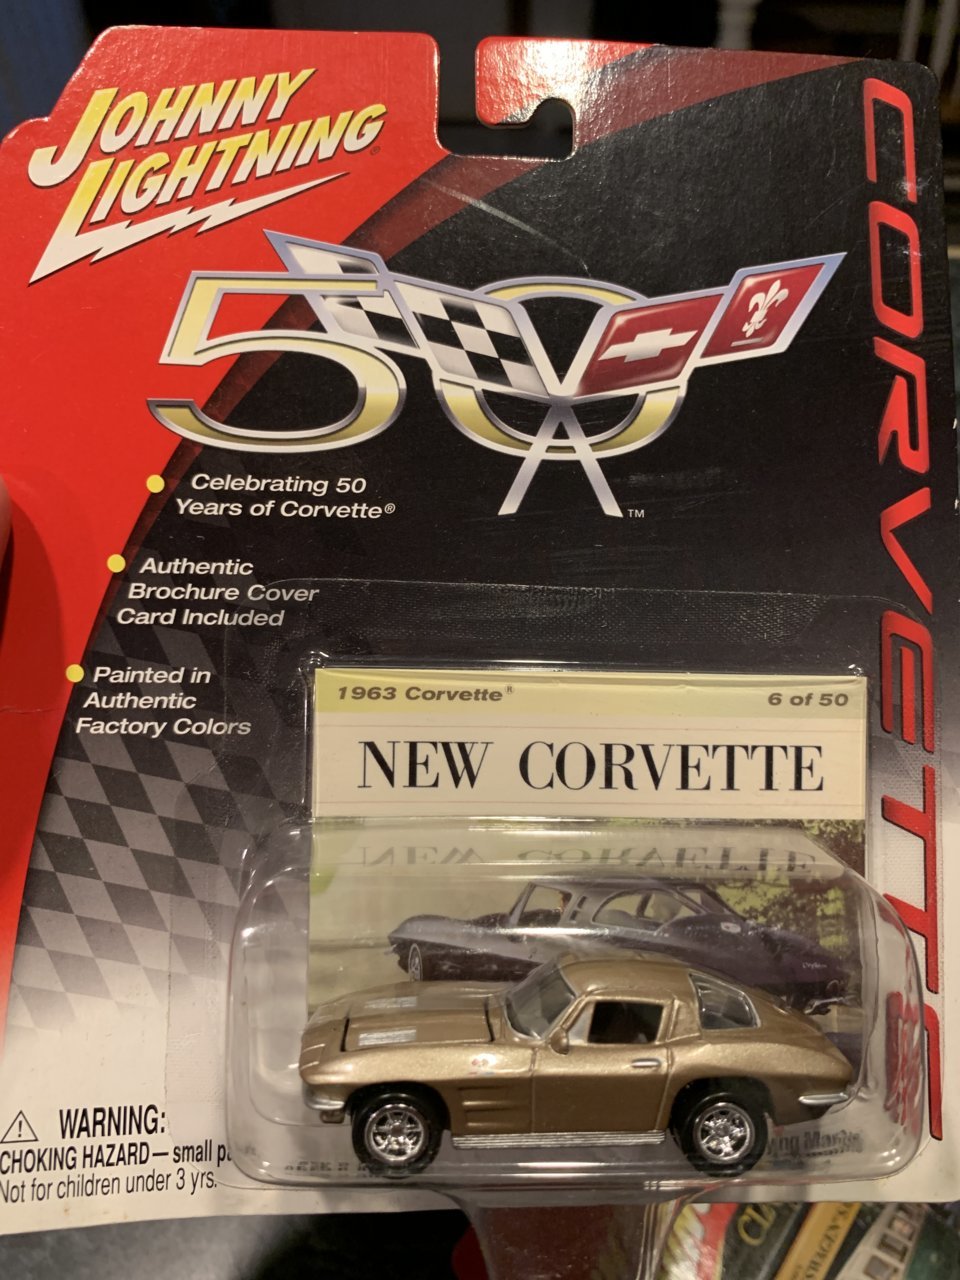 JOHNNY
LIGHTNING®
50
TM
CORVETTE
Celebrating 50
Years of Corvette®
Authentic
Brochure Cover
Card Included
Painted in
Authentic
Factory Colors
1963 Corvette® 6 of 50
NEW CORVETTE
WARNING:
CHOKING HAZARD — small
Not for children under 3 yrs.